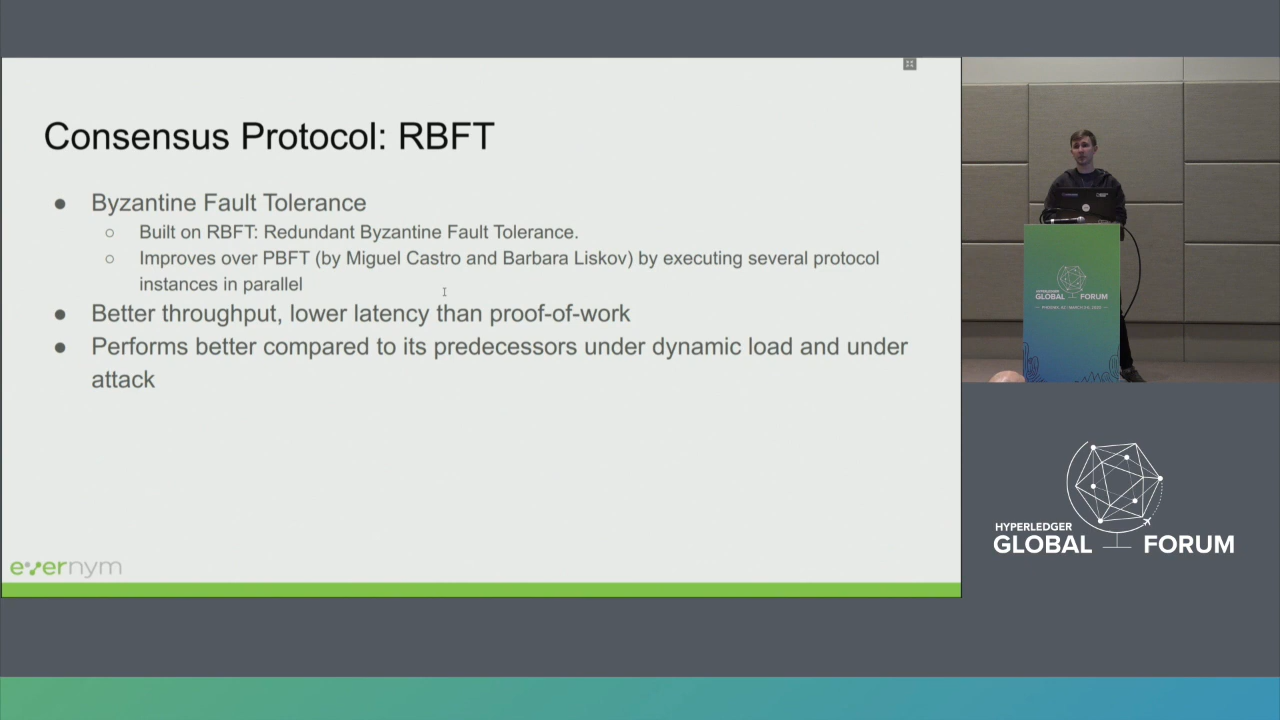 Consensus Protocol: RBFT
● Byzantine Fault Tolerance
○ Built on RBFT: Redundant Byzantine Fault Tolerance.
○ Improves over PBFT (by Miguel Castro and Barbara Liskov) by executing several protocol
instances in parallel
● Better throughput, lower latency than proof-of-work
● Performs better compared to its predecessors under dynamic load and under
attack
evernym
HYPERLEDGER
GLOBAL FORUM
HYPERLEDGER
GLOBAL FORUM